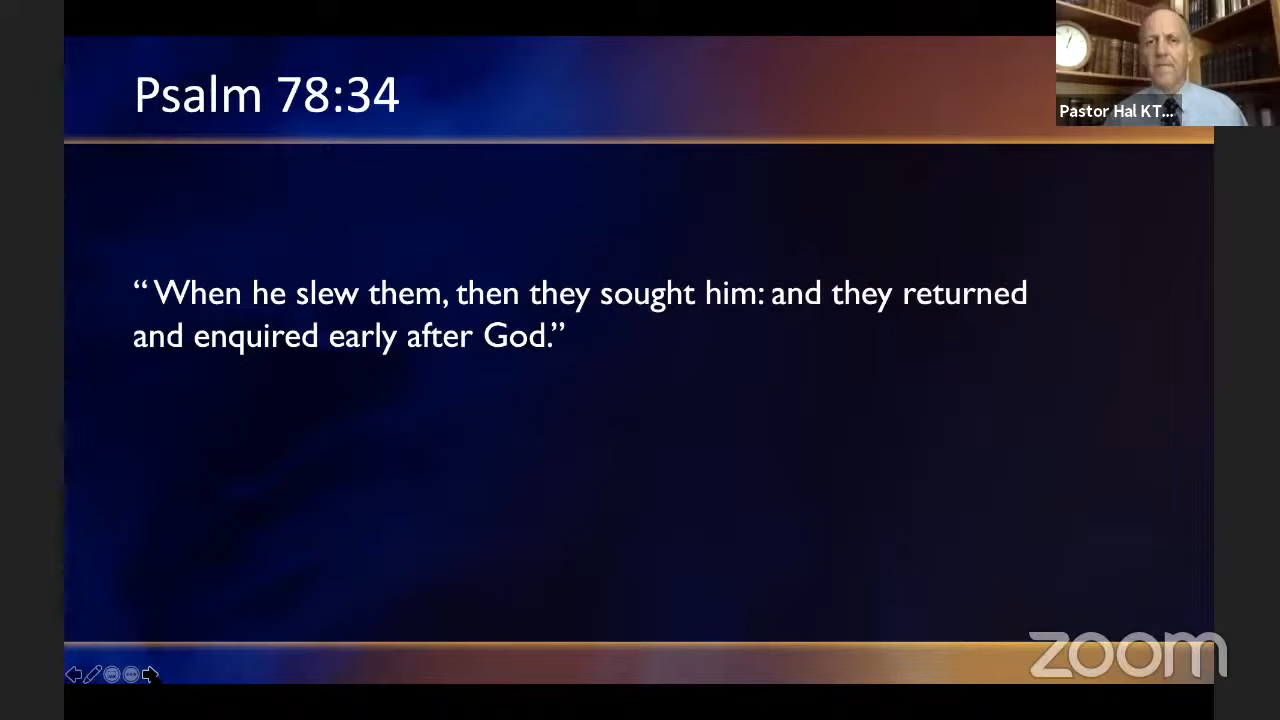 Psalm 78:34
Pastor Hal KT...
“ When he slew them, then they sought him: and they returned
and enquired early after God.”
zoom